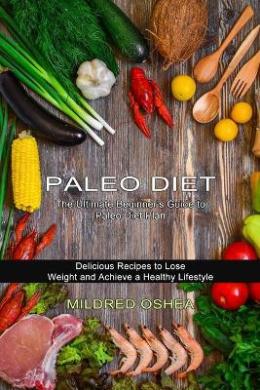 PALEO DIET
The Ultimate Beginner's Guide to
Paleo Diet Plan
Delicious Recipes to Lose
Weight and Achieve a Healthy Lifestyle
MILDRED OSHEA